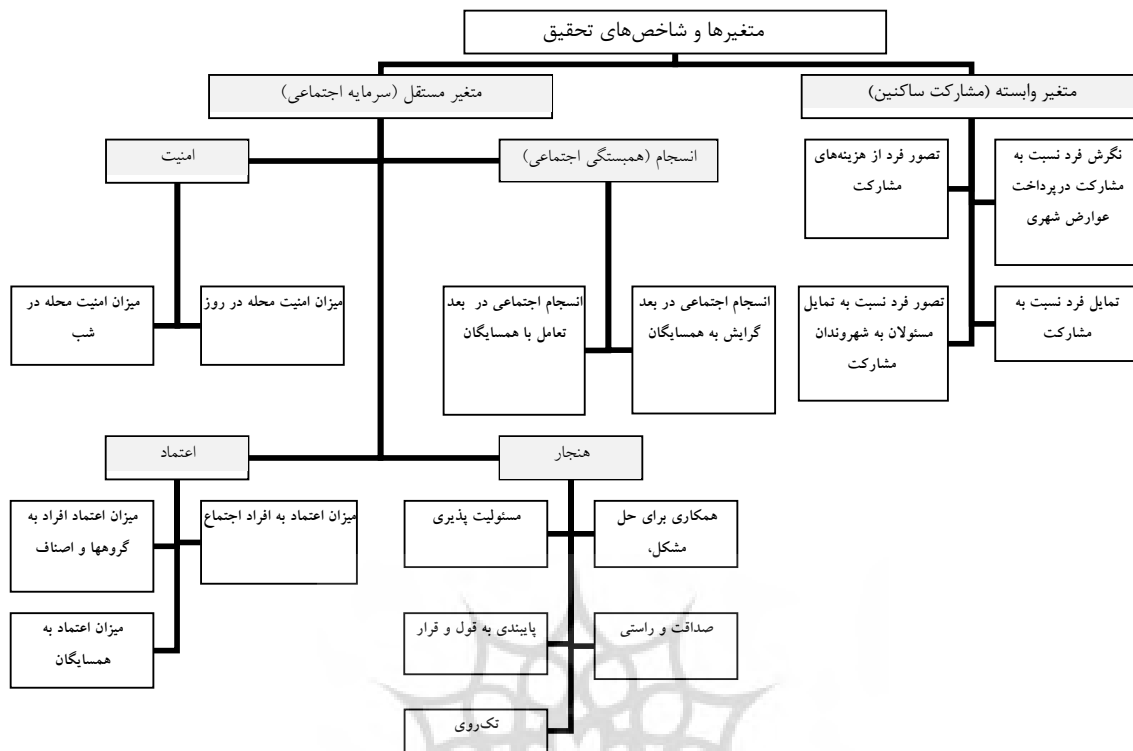 متغیرها و شاخص‌های تحقیق
متغیر وابسته (مشارکت ساکنین)
متغیر مستقل (سرمایه اجتماعی)
نگرش فرد نسبت به
مشارکت درپرداخت
عوارض شهری
تصور فرد از هزینه‌های
مشارکت
تمایل فرد نسبت به
مشارکت
تصور فرد نسبت به تمایل
مسئولان به شهروندان
مشارکت
انسجام (همبستگی اجتماعی)
امنیت
انسجام اجتماعی در بعد
گرایش به همسایگان
انسجام اجتماعی در بعد
تعامل با همسایگان
میزان امنیت محله در روز
میزان امنیت محله در
شب
هنجار
اعتماد
همکاری برای حل
مشکل،
مسئولیت پذیری
صداقت و راستی
پایبندی به قول و قرار
تک‌روی
میزان اعتماد به افراد اجتماع
میزان اعتماد افراد به
گروهها و اصناف
میزان اعتماد به
همسایگان